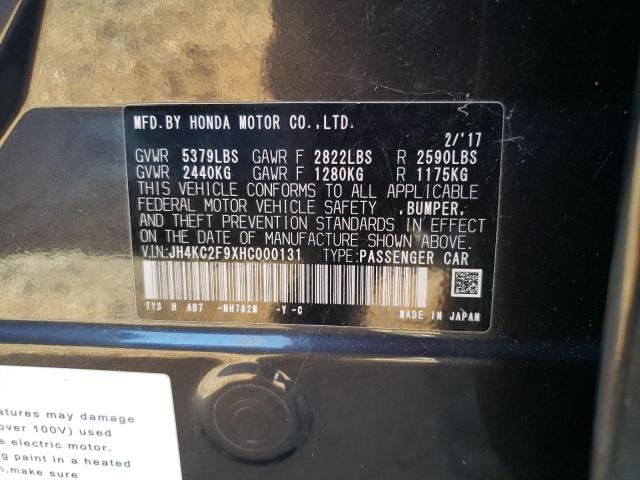 MFD.BY HONDA MOTOR CO.,LTD.
2/'17
GVWR 5379LBS GAWR F 2822LBS R 2590LBS
GVWR 2440KG GAWR F 1280KG R 1175KG
THIS VEHICLE CONFORMS TO ALL APPLICABLE
FEDERAL MOTOR VEHICLE SAFETY ,BUMPER,
AND THEFT PREVENTION STANDARDS IN EFFECT
ON THE DATE OF MANUFACTURE SHOWN ABOVE.
V.I.N:JH4KC2F9XHC000131 TYPE:PASSENGER CAR
TY3 H AB7 -NH782M -Y -C
MADE IN JAPAN
atures may damage
over 100V) used
e electric motor.
g paint in a heated
,make sure